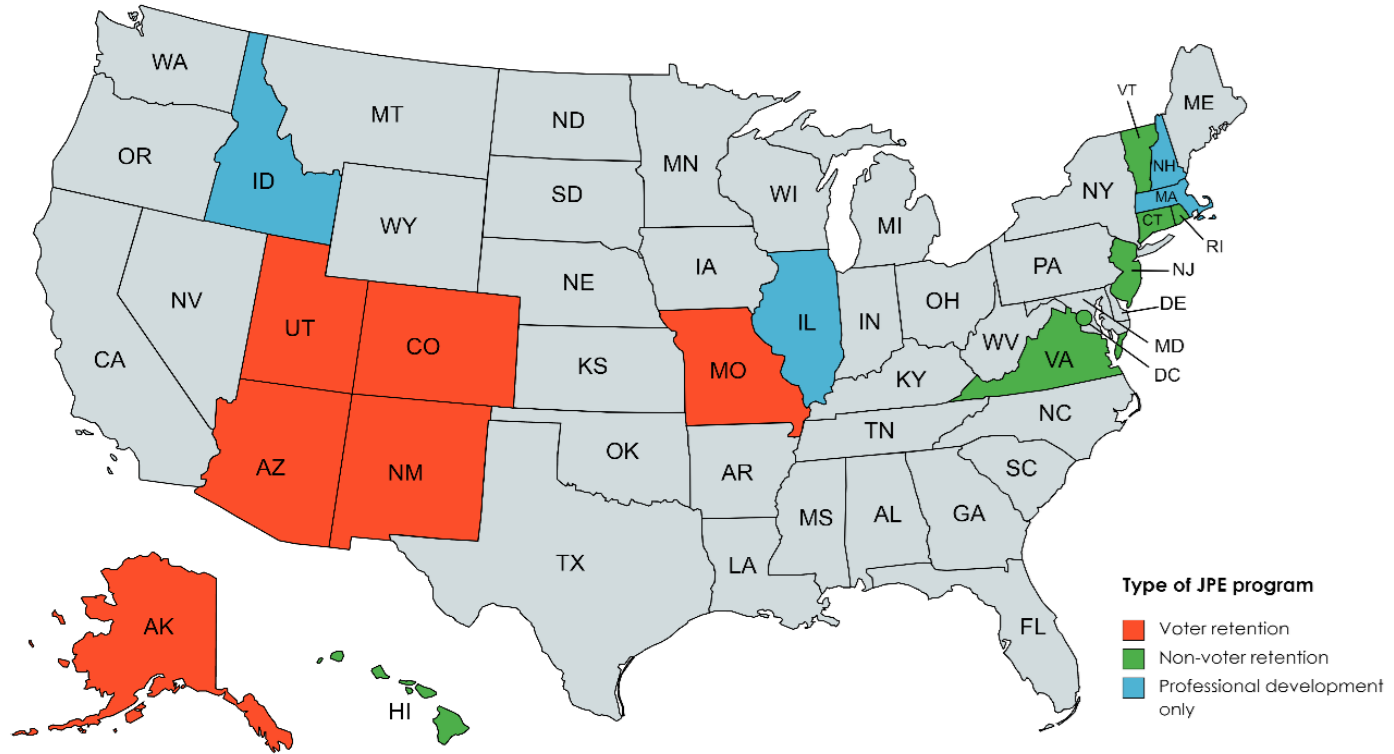 WA
MT
ND
MN
VT
ME
OR
ID
SD
WI
NH
NY
MA
WY
MI
CT
RI
IA
PA
NJ
NV
NE
OH
DE
UT
IL
IN
CA
CO
WV
MD
MO
VA
KS
KY
DC
NC
TN
AZ
NM
OK
AR
SC
MS
AL
GA
TX
LA
Type of JPE program
AK
FL
Voter retention
Non-voter retention
Professional development
only
HI